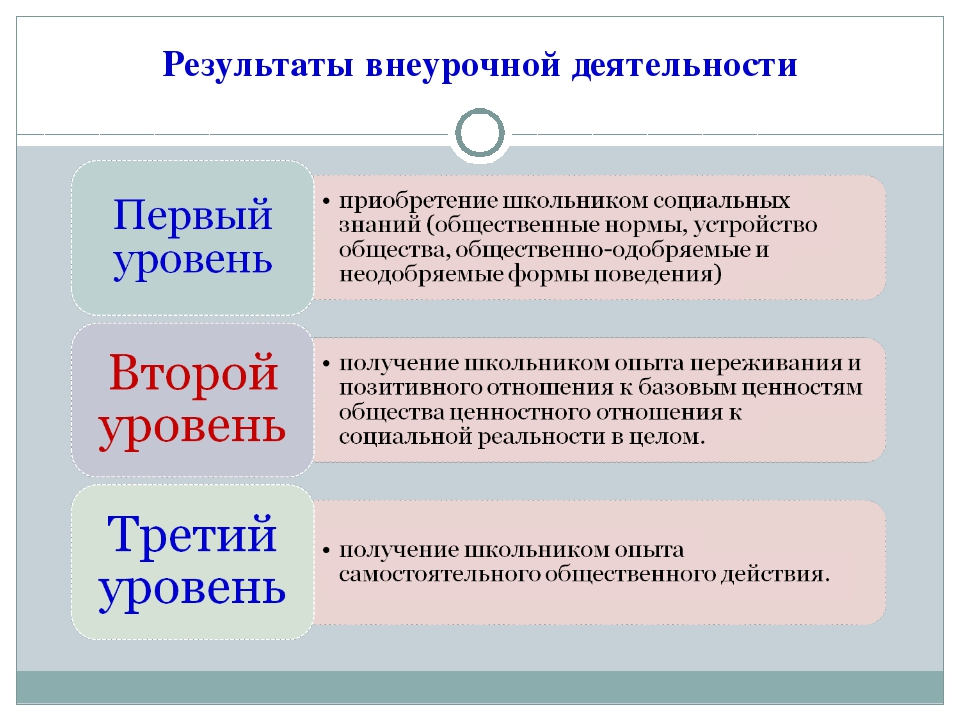 Результаты внеурочной деятельности
Первый
уровень
• приобретение школьником социальных
знаний (общественные нормы, устройство
общества, общественно-одобряемые и
неодобряемые формы поведения)
Второй
уровень
• получение школьником опыта переживания и
позитивного отношения к базовым ценностям
общества ценностного отношения к
социальной реальности в целом.
Третий
уровень
• получение школьником опыта
самостоятельного общественного действия.